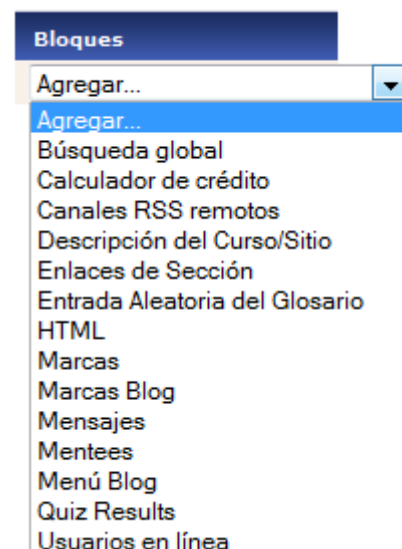 Bloques
Agregar...
Agregar...
Búsqueda global
Calculador de crédito
Canales RSS remotos
Descripción del Curso/Sitio
Enlaces de Sección
Entrada Aleatoria del Glosario
HTML
Marcas
Marcas Blog
Mensajes
Mentees
Menú Blog
Quiz Results
Usuarios en línea